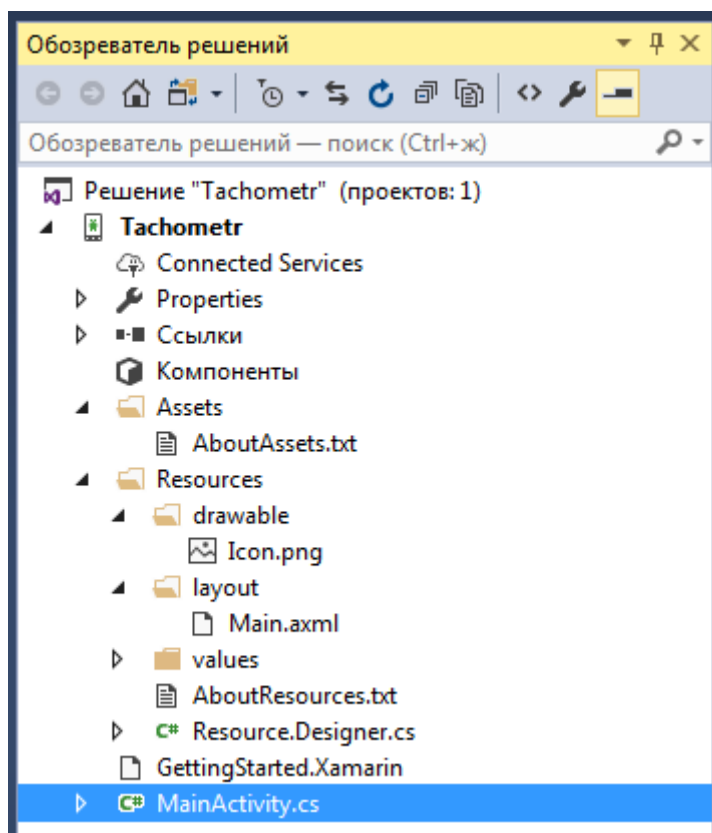 Обозреватель решений
Обозреватель решений — поиск (Ctrl+ж)
Решение "Tachometr" (проектов: 1)
Tachometr
Connected Services
Properties
Ссылки
Компоненты
Assets
AboutAssets.txt
Resources
drawable
Icon.png
layout
Main.axml
values
AboutResources.txt
C# Resource.Designer.cs
GettingStarted.Xamarin
C# MainActivity.cs